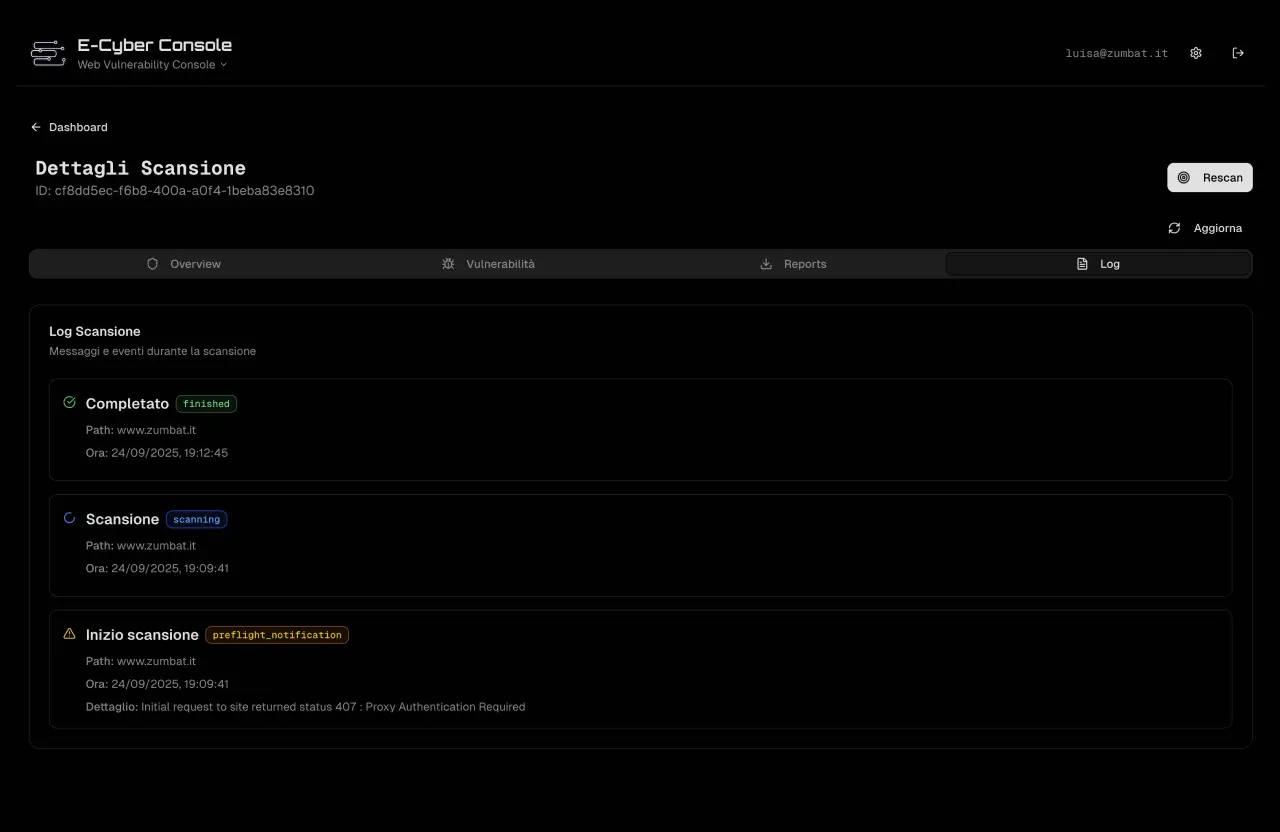 E-Cyber Console
Web Vulnerability Console
luisa@zumbat.it
Dashboard
Dettagli Scansione
ID: cf8dd5ec-f6b8-400a-a0f4-1beba83e8310
Rescan
Aggiorna
Overview
Vulnerabilità
Reports
Log
Log Scansione
Messaggi e eventi durante la scansione
Completato finished
Path: www.zumbat.it
Ora: 24/09/2025, 19:12:45
Scansione scanning
Path: www.zumbat.it
Ora: 24/09/2025, 19:09:41
Inizio scansione preflight_notification
Path: www.zumbat.it
Ora: 24/09/2025, 19:09:41
Dettaglio: Initial request to site returned status 407 : Proxy Authentication Required